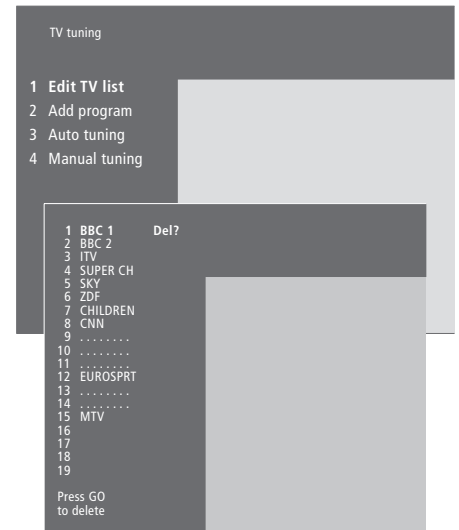 TV tuning
1 Edit TV list
2 Add program
3 Auto tuning
4 Manual tuning
1 BBC 1 Del?
2 BBC 2
3 ITV
4 SUPER CH
5 SKY
6 ZDF
7 CHILDREN
8 CNN
9 . . . . . . . .
10 . . . . . . . .
11 . . . . . . . .
12 EUROSPRT
13 . . . . . . . .
14 . . . . . . . .
15 MTV
16
17
18
19
Press GO
to delete